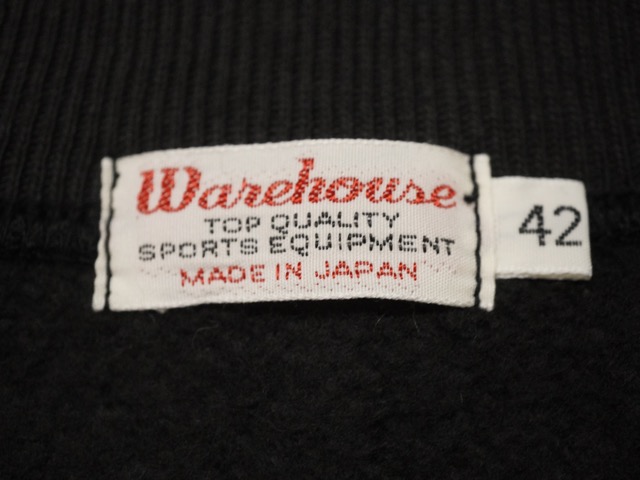 Warehouse
TOP QUALITY
SPORTS EQUIPMENT
MADE IN JAPAN
42